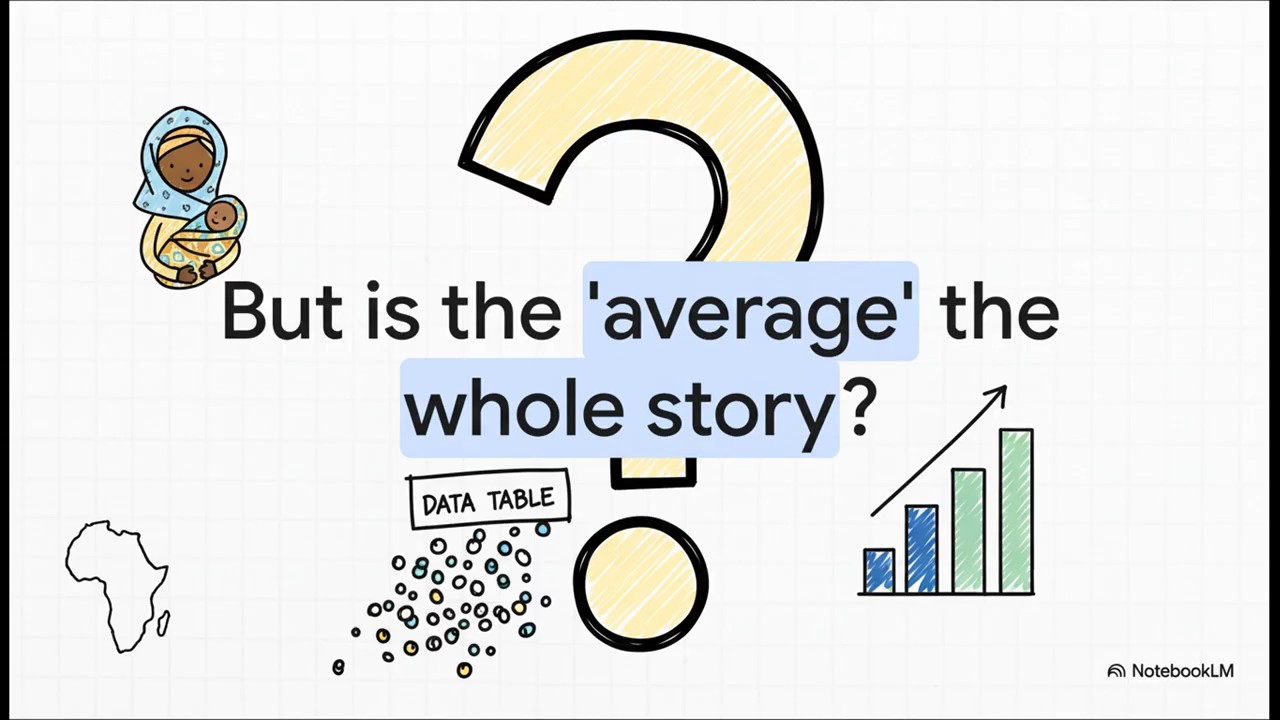 But is the 'average' the
whole story?
DATA TABLE
NotebookLM